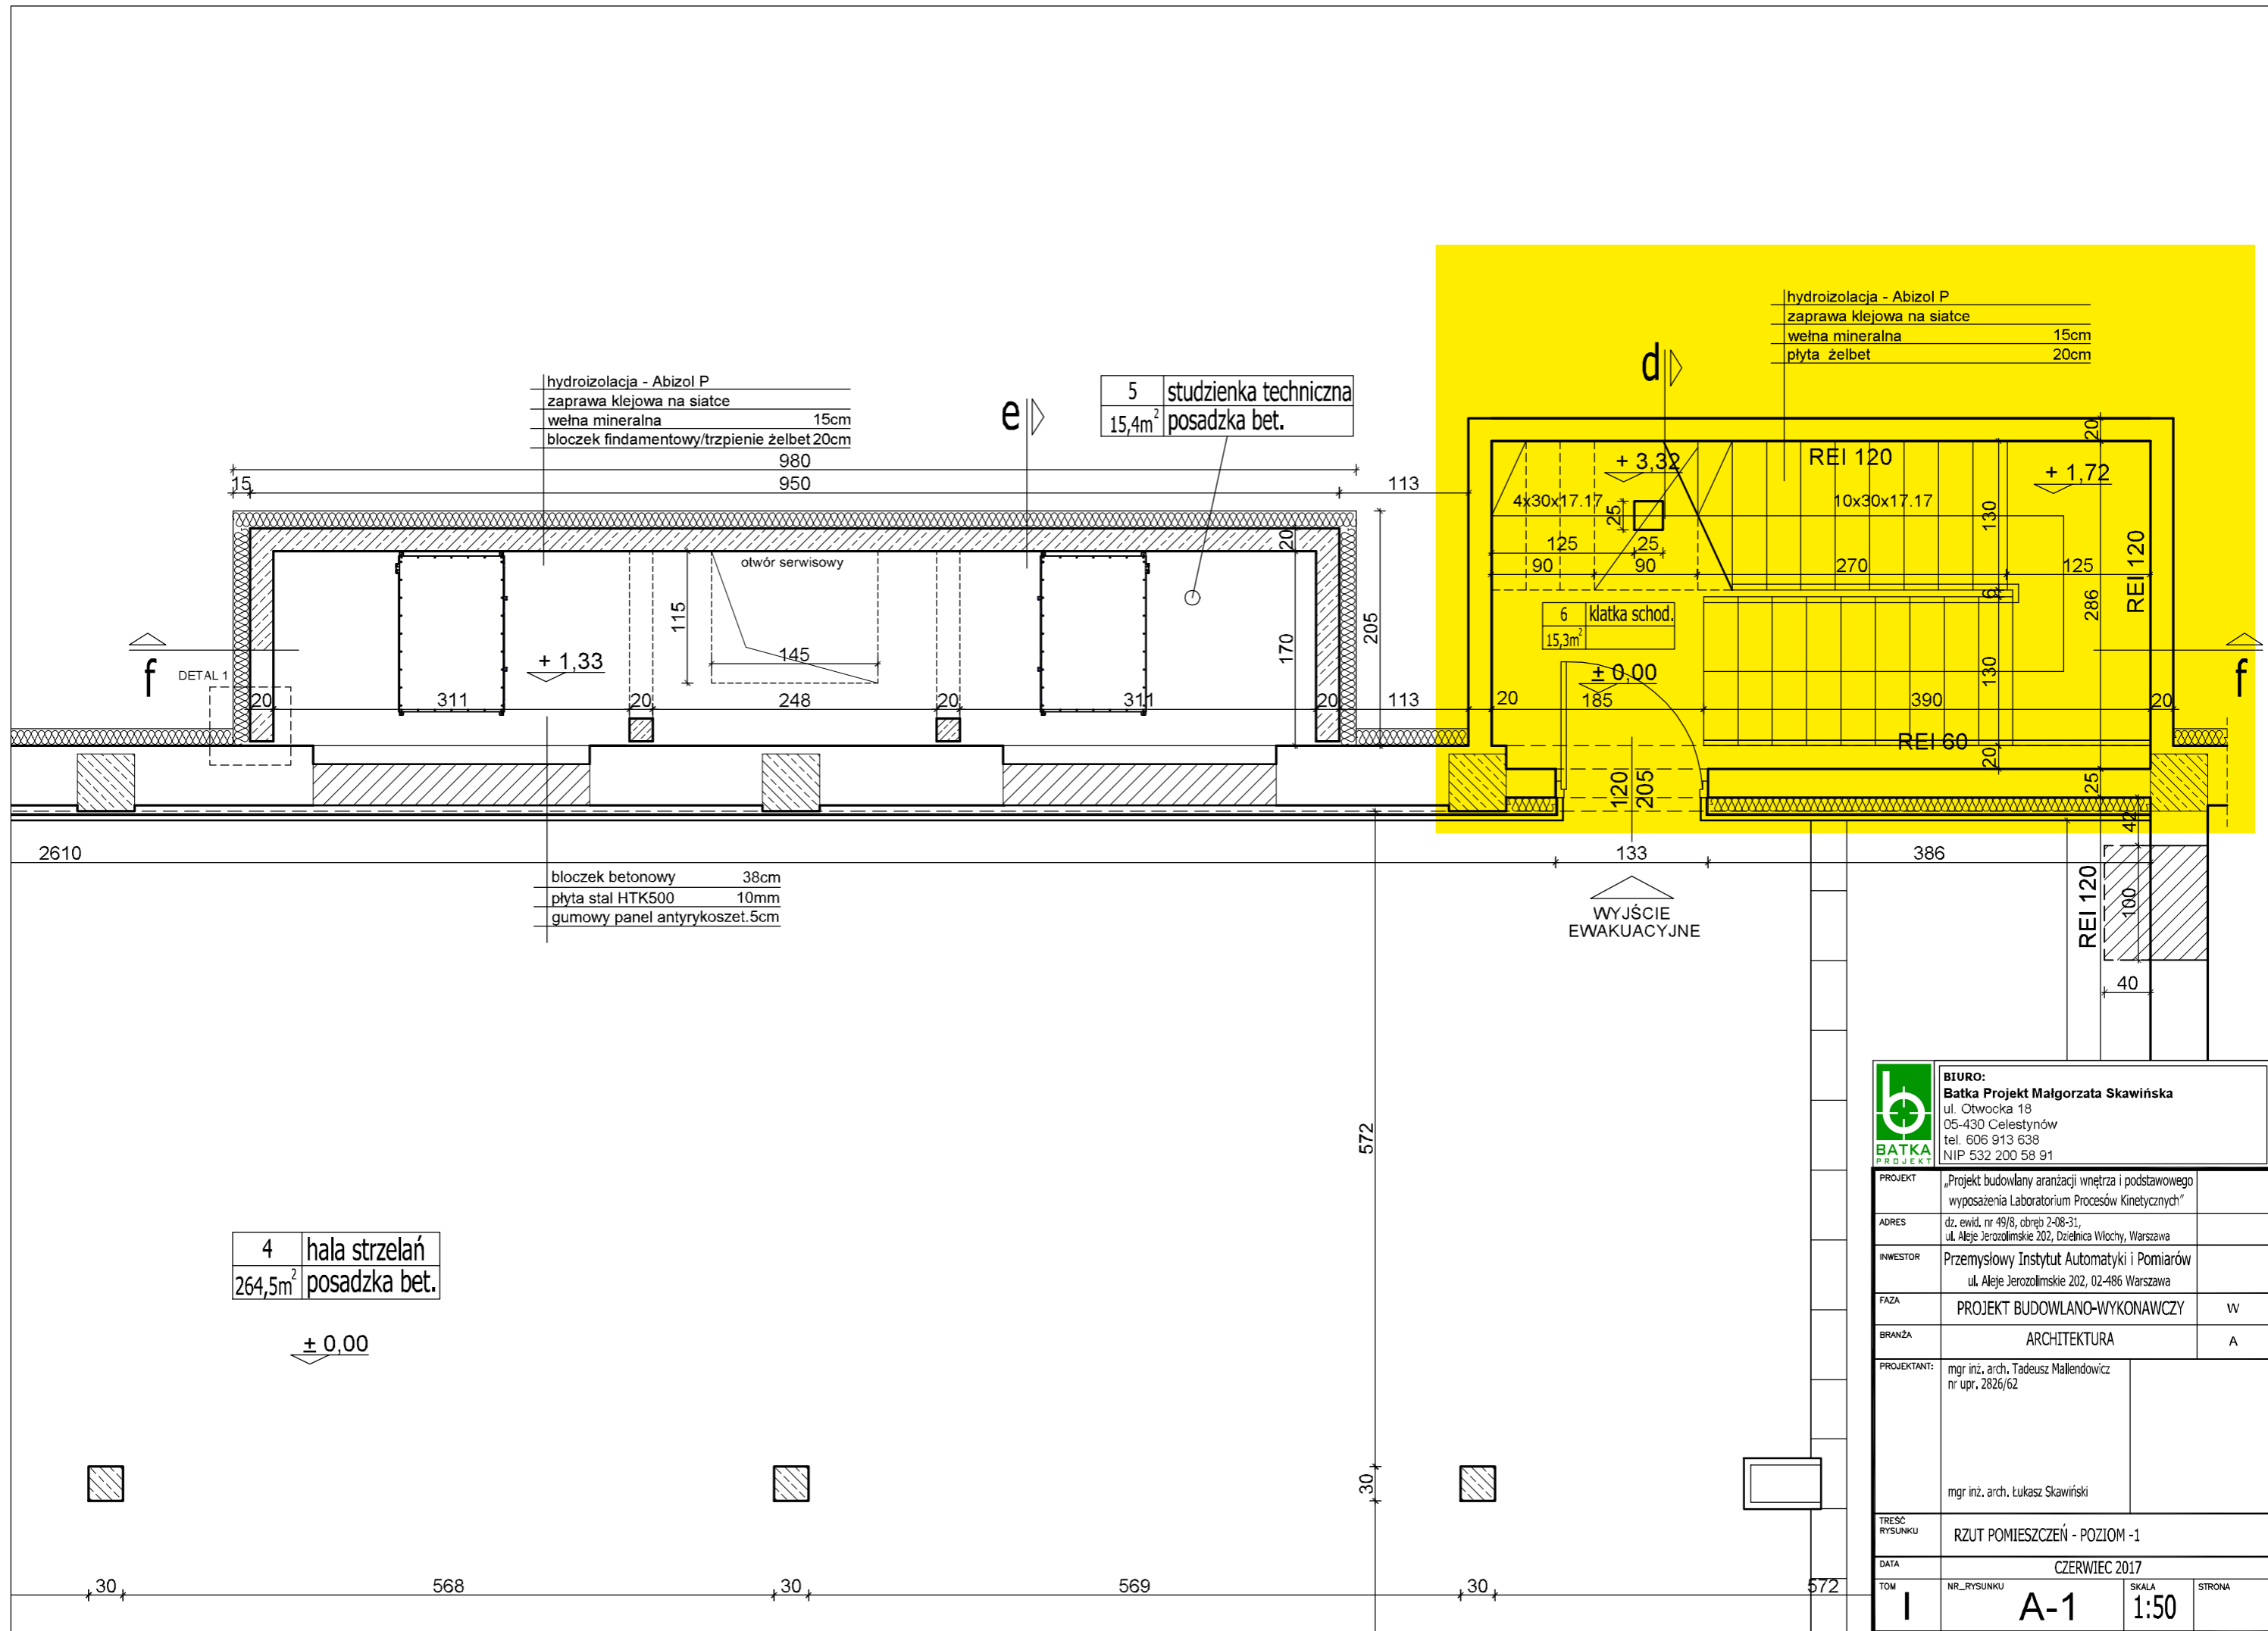 hydroizolacja - Abizol P
zaprawa klejowa na siatce
wełna mineralna 15cm
płyta żelbet 20cm
d
hydroizolacja - Abizol P
zaprawa klejowa na siatce
wełna mineralna 15cm
bloczek findamentowy/trzpienie żelbet 20cm
e
5 studzienka techniczna
15,4m² posadzka bet.
980
15 950 113
20
+ 3,32 REI 120 + 1,72
4x30x17.17 10x30x17.17
25 130
125 25
90 90 270 125
20
otwór serwisowy
115
145
170
205
6
286
REI 120
6 klatka schod.
15,3m²
130
± 0,00
+ 1,33
f
DETAL 1
f
20 311 20 248 20 311 20 113 20 185 390 20
REI 60
20
25
120
205
42
2610 133 386
bloczek betonowy 38cm
płyta stal HTK500 10mm
gumowy panel antyrykoszet.5cm
WYJŚCIE
EWAKUACYJNE
REI 120
100
40
572
4 hala strzelań
264,5m² posadzka bet.
± 0,00
30
30 568 30 569 30 572
BATKA
PROJEKT
BIURO:
Batka Projekt Małgorzata Skawińska
ul. Otwocka 18
05-430 Celestynów
tel. 606 913 638
NIP 532 200 58 91
PROJEKT „Projekt budowlany aranżacji wnętrza i podstawowego
wyposażenia Laboratorium Procesów Kinetycznych”
ADRES dz. ewid. nr 49/8, obręb 2-08-31,
ul. Aleje Jerozolimskie 202, Dzielnica Włochy, Warszawa
INWESTOR Przemysłowy Instytut Automatyki i Pomiarów
ul. Aleje Jerozolimskie 202, 02-486 Warszawa
FAZA PROJEKT BUDOWLANO-WYKONAWCZY W
BRANŻA ARCHITEKTURA A
PROJEKTANT: mgr inż. arch. Tadeusz Mallendowicz
nr upr. 2826/62
mgr inż. arch. Łukasz Skawiński
TREŚĆ
RYSUNKU RZUT POMIESZCZEŃ - POZIOM -1
DATA CZERWIEC 2017
TOM NR_RYSUNKU SKALA STRONA
I A-1 1:50